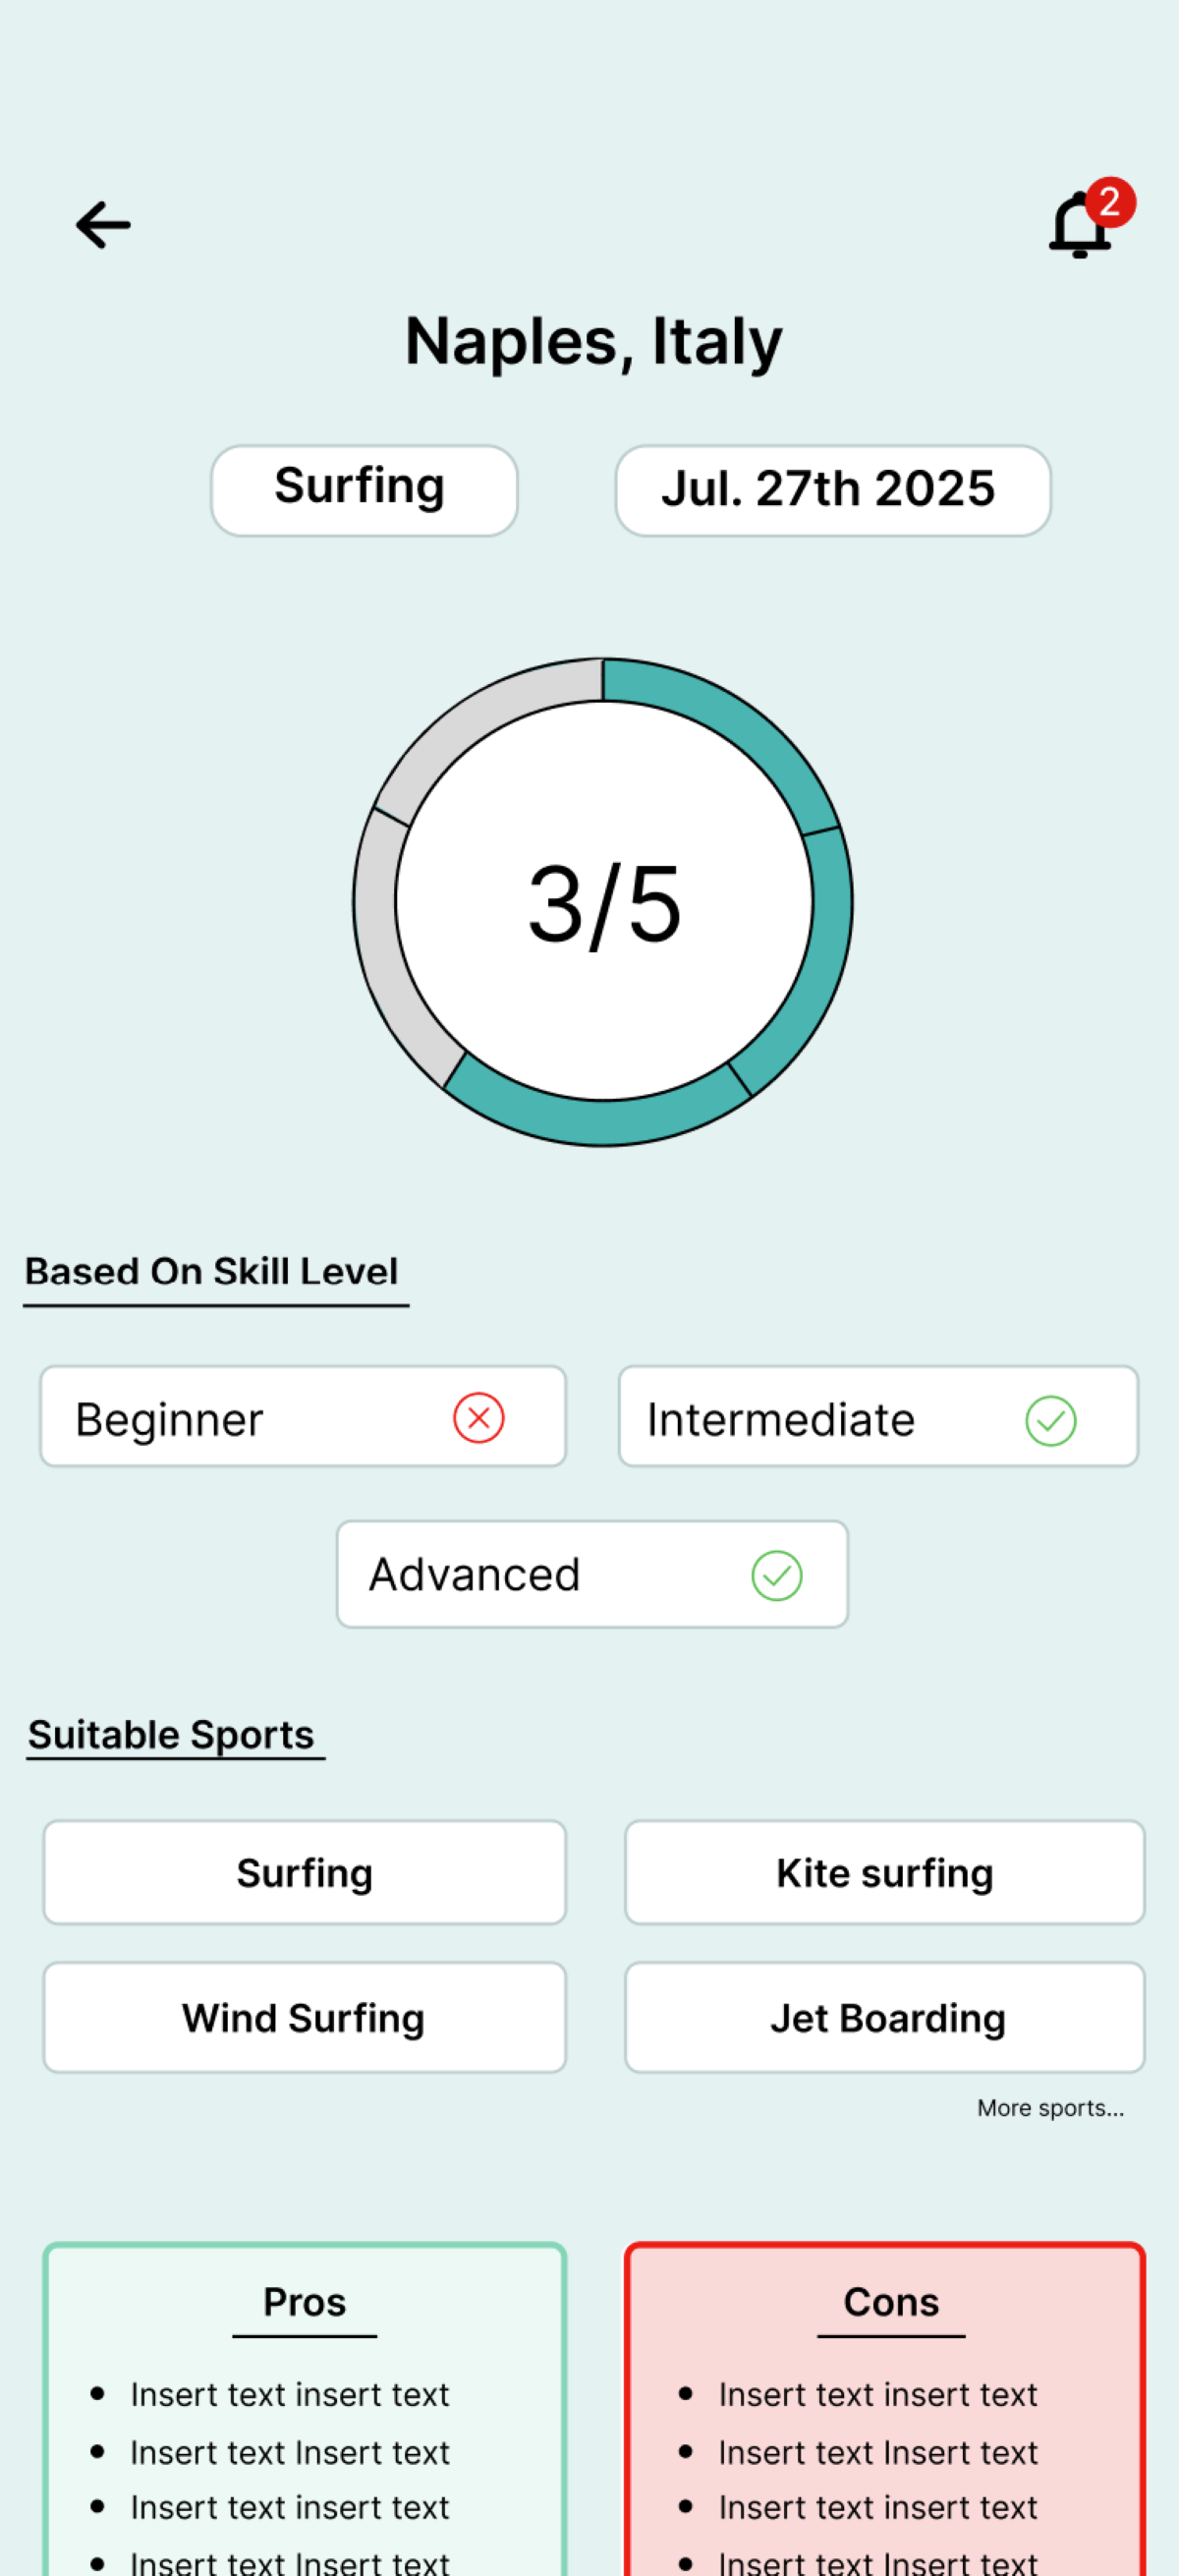 2
Naples, Italy
Surfing
Jul. 27th 2025
3/5
Based On Skill Level
Beginner
Intermediate
Advanced
Suitable Sports
Surfing
Kite surfing
Wind Surfing
Jet Boarding
More sports...
Pros
Insert text insert text
Insert text Insert text
Insert text insert text
Insert text Insert text
Cons
Insert text insert text
Insert text Insert text
Insert text insert text
Insert text Insert text